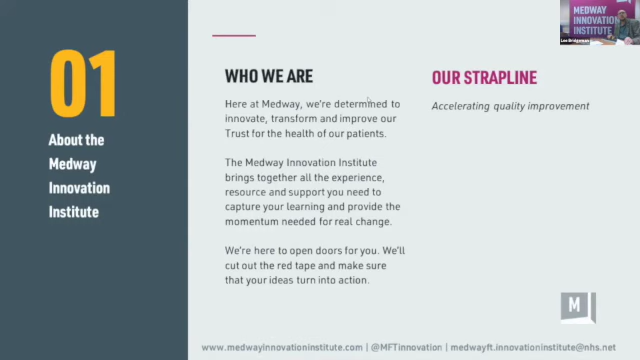 01
About the
Medway
Innovation
Institute
WHO WE ARE
Here at Medway, we're determined to
innovate, transform and improve our
Trust for the health of our patients.
The Medway Innovation Institute
brings together all the experience,
resource and support you need to
capture your learning and provide the
momentum needed for real change.
We're here to open doors for you. We'll
cut out the red tape and make sure
that your ideas turn into action.
OUR STRAPLINE
Accelerating quality improvement
MEDWAY
INNOVATION
INSTITUTE
Lee Bridgeman
M
www.medwayinnovationinstitute.com | @MFTinnovation | medwayft.innovationinstitute@nhs.net